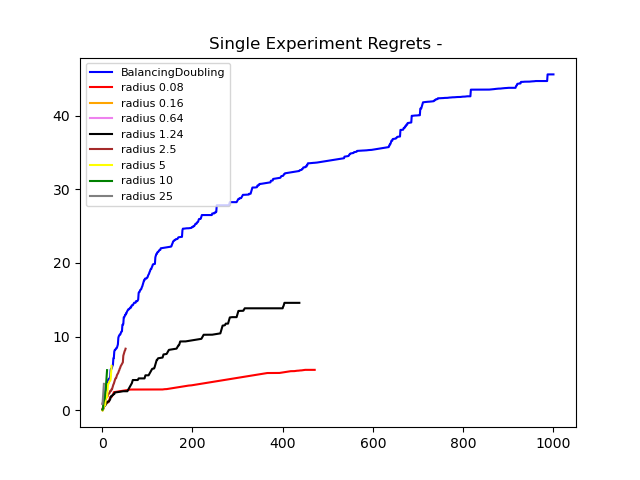 Single Experiment Regrets -
BalancingDoubling
radius 0.08
radius 0.16
radius 0.64
radius 1.24
radius 2.5
radius 5
radius 10
radius 25
40
30
20
10
0
0 200 400 600 800 1000